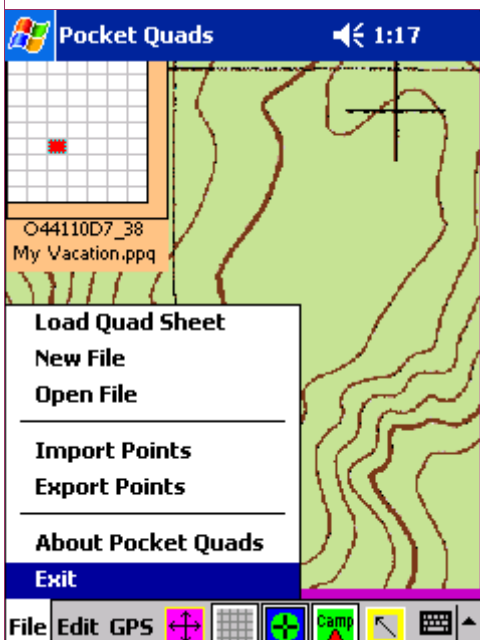 Pocket Quads 1:17
O44110D7_38
My Vacation.ppq
Load Quad Sheet
New File
Open File
Import Points
Export Points
About Pocket Quads
Exit
File Edit GPS Camp